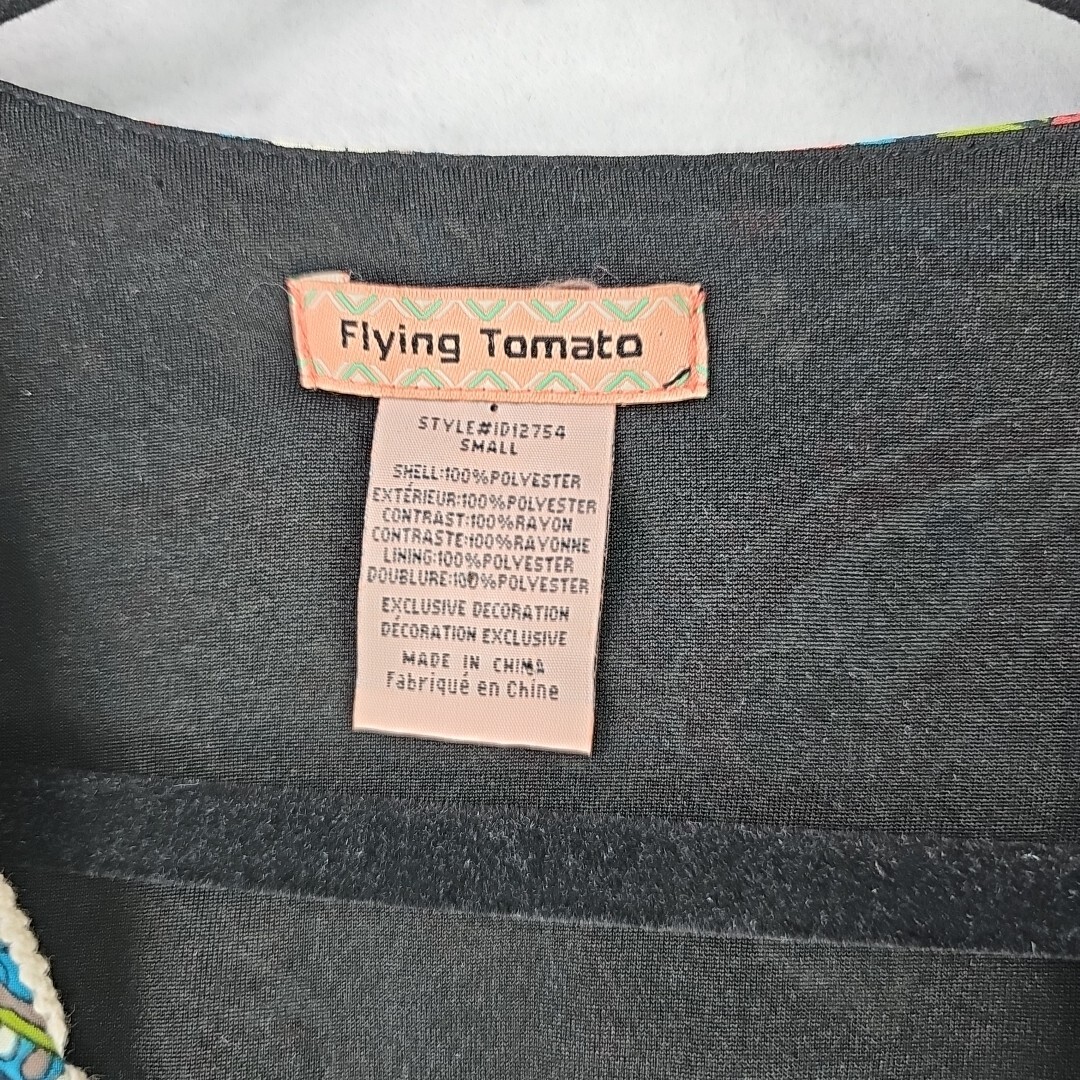 Flying Tomato
STYLE#ID12754
SMALL
SHELL:100%POLYESTER
EXTÉRIEUR:100%POLYESTER
CONTRAST:100%RAYON
CONTRASTE:100%RAYONNE
LINING:100%POLYESTER
DOUBLURE:100%POLYESTER
EXCLUSIVE DECORATION
DÉCORATION EXCLUSIVE
MADE IN CHINA
Fabriqué en Chine